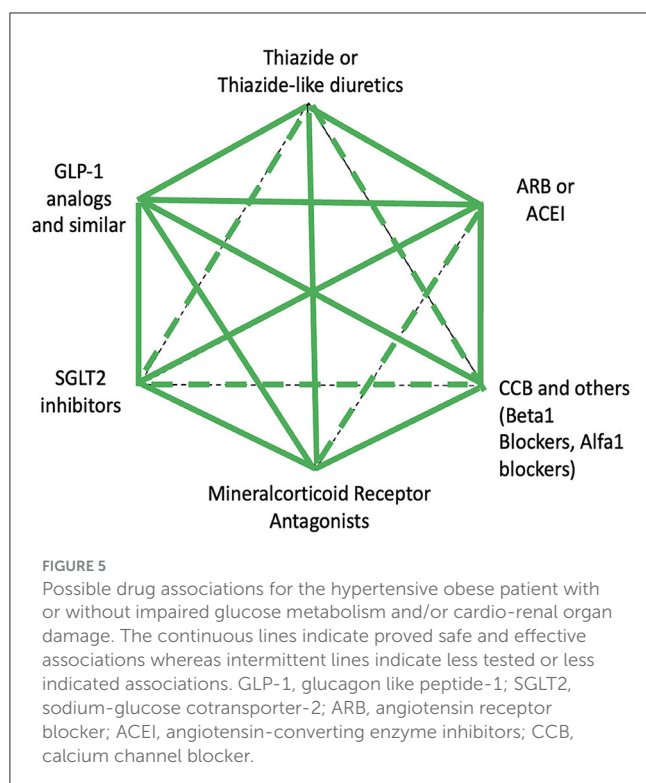 Thiazide or
Thiazide-like diuretics
GLP-1
analogs
and similar
ARB or
ACEI
SGLT2
inhibitors
CCB and others
(Beta1
Blockers, Alfa1
blockers)
Mineralcorticoid Receptor
Antagonists
FIGURE 5
Possible drug associations for the hypertensive obese patient with
or without impaired glucose metabolism and/or cardio-renal organ
damage. The continuous lines indicate proved safe and effective
associations whereas intermittent lines indicate less tested or less
indicated associations. GLP-1, glucagon like peptide-1; SGLT2,
sodium-glucose cotransporter-2; ARB, angiotensin receptor
blocker; ACEI, angiotensin-converting enzyme inhibitors; CCB,
calcium channel blocker.